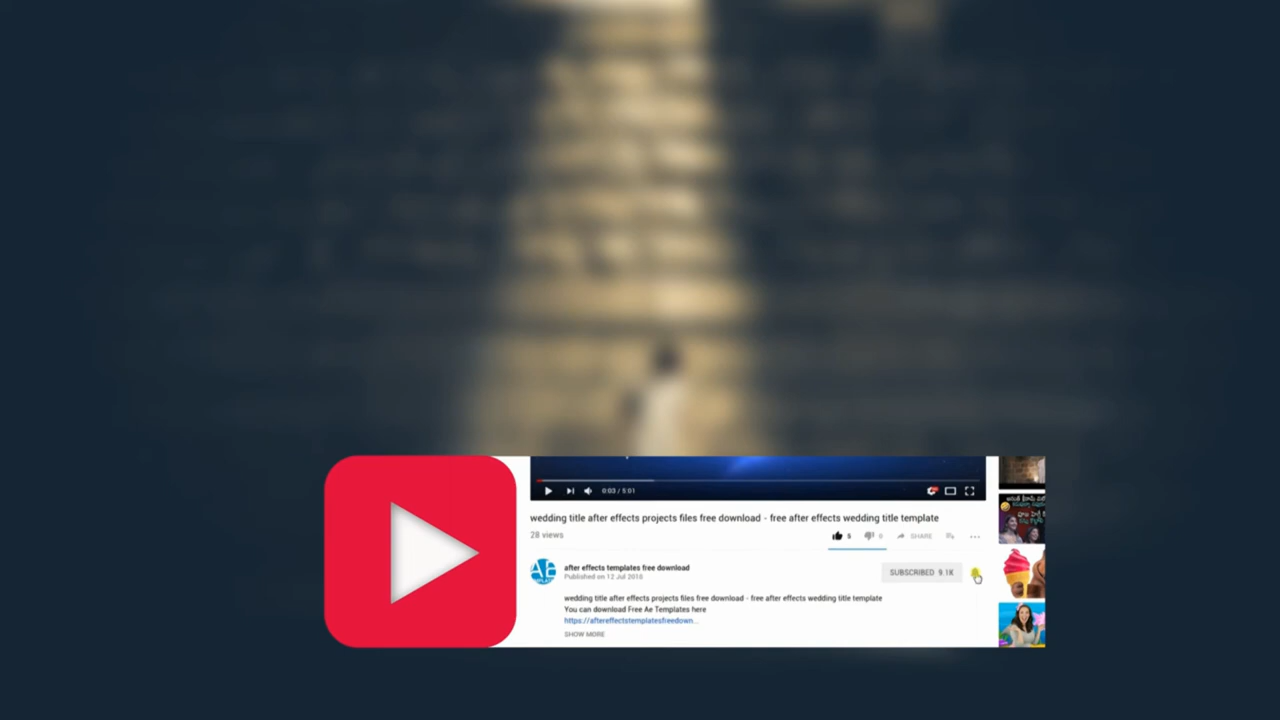 0:03 / 5:01
wedding title after effects projects files free download - free after effects wedding title template
28 views
5
0
SHARE
after effects templates free download
Published on 12 Jul 2018
SUBSCRIBED 9.1K
wedding title after effects projects files free download - free after effects wedding title template
You can download Free Ae Templates here
https://aftereffectstemplatesfreedown...
SHOW MORE